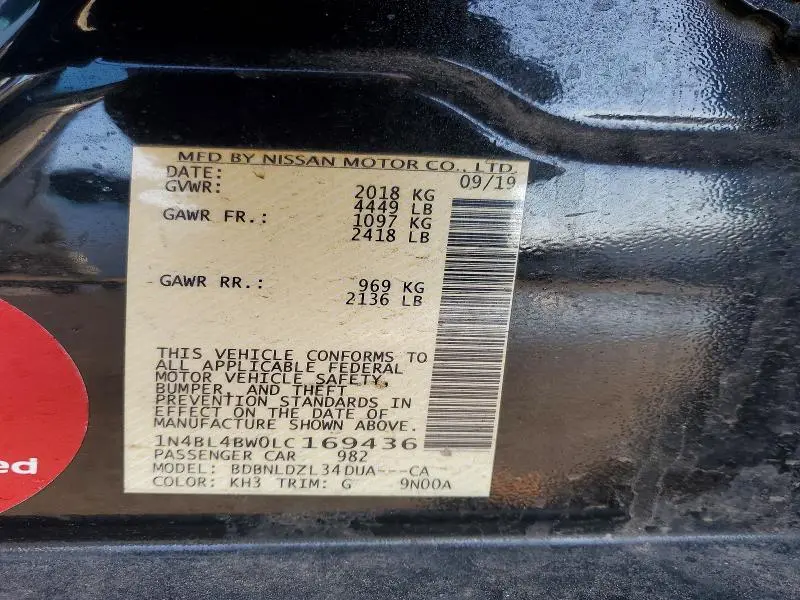 MFD BY NISSAN MOTOR CO., LTD.
DATE: 09/19
GVWR: 2018 KG
4449 LB
GAWR FR.: 1097 KG
2418 LB
GAWR RR.: 969 KG
2136 LB
THIS VEHICLE CONFORMS TO
ALL APPLICABLE FEDERAL
MOTOR VEHICLE SAFETY,
BUMPER, AND THEFT
PREVENTION STANDARDS IN
EFFECT ON THE DATE OF
MANUFACTURE SHOWN ABOVE.
1N4BL4BW0LC169436
PASSENGER CAR 982
MODEL: BDBNLDZL34DUA---CA
COLOR: KH3 TRIM: G 9N00A
ed